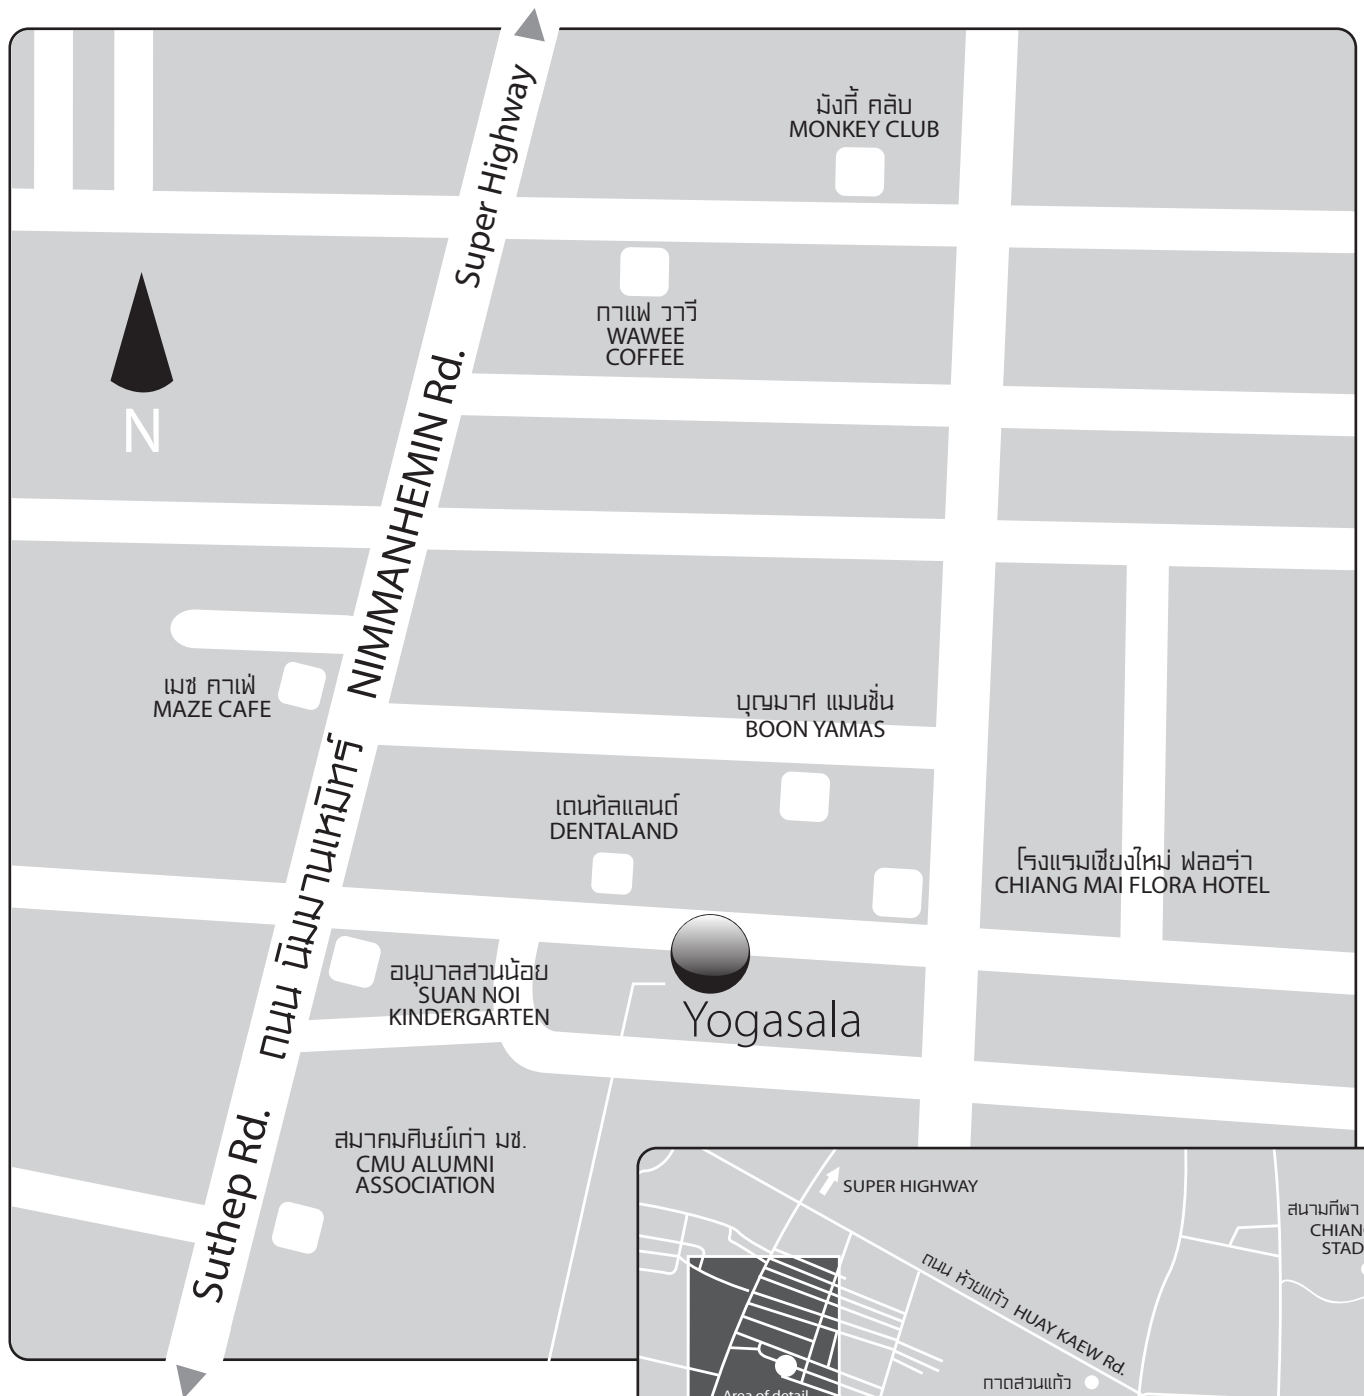 Super Highway
มังกี้ คลับ
MONKEY CLUB
กาแฟ วาวี
WAWEE
COFFEE
N
NIMMANHEMIN Rd.
เมซ คาเฟ่
MAZE CAFE
บุญมาศ แมนชั่น
BOON YAMAS
ถนน นิมมานเหมิทร์
เดนทัลแลนด์
DENTALAND
โรงแรมเชียงใหม่ ฟลอร่า
CHIANG MAI FLORA HOTEL
อนุบาลสวนน้อย
SUAN NOI
KINDERGARTEN
Yogasala
Suthep Rd.
สมาคมศิษย์เก่า มช.
CMU ALUMNI
ASSOCIATION
SUPER HIGHWAY
สนามกีฬา
CHIANG
STAD
ถนน ห้วยแก้ว HUAY KAEW Rd.
กาดสวนแก้ว
Area of detail